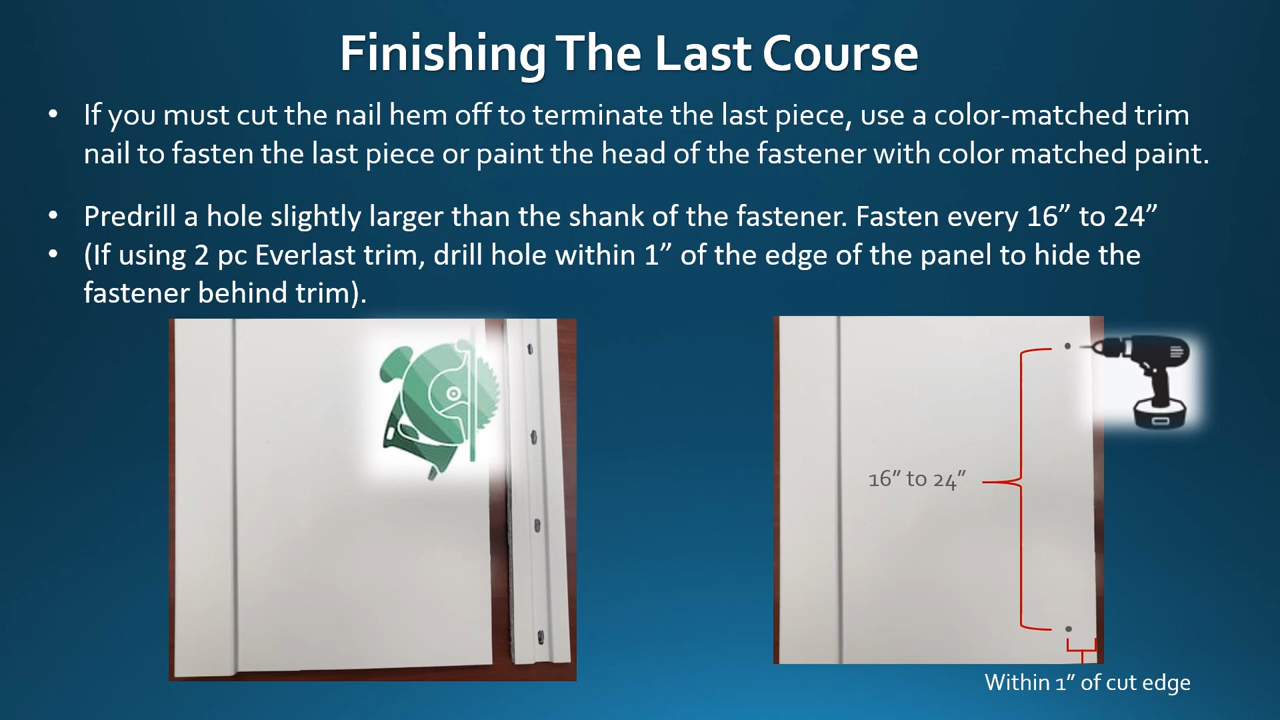 Finishing The Last Course
• If you must cut the nail hem off to terminate the last piece, use a color-matched trim
nail to fasten the last piece or paint the head of the fastener with color matched paint.
• Predrill a hole slightly larger than the shank of the fastener. Fasten every 16” to 24”
• (If using 2 pc Everlast trim, drill hole within 1” of the edge of the panel to hide the
fastener behind trim).
16” to 24”
Within 1” of cut edge